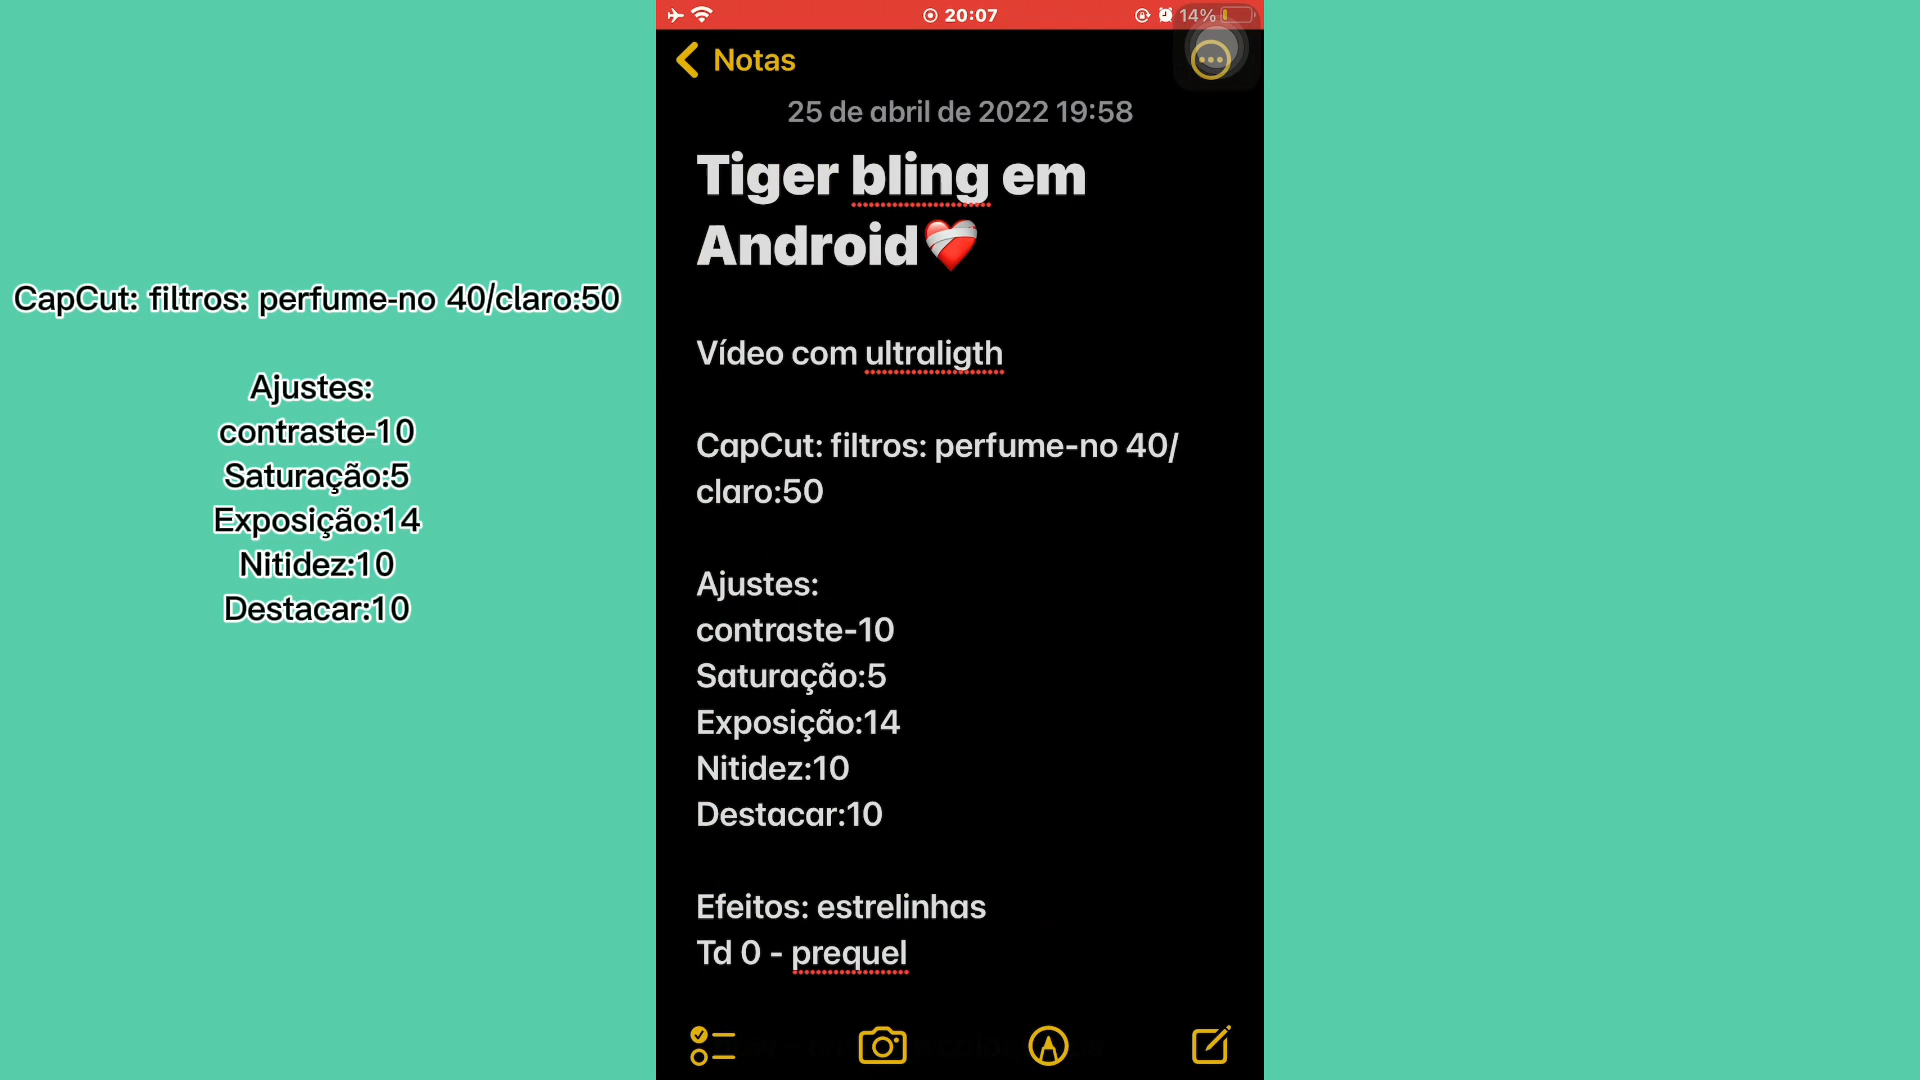 CapCut: filtros: perfume-no 40/claro:50
Ajustes:
contraste-10
Saturação:5
Exposição:14
Nitidez:10
Destacar:10
20:07
14%
Notas
25 de abril de 2022 19:58
Tiger bling em
Android❤️‍🩹
Vídeo com ultraligth
CapCut: filtros: perfume-no 40/
claro:50
Ajustes:
contraste-10
Saturação:5
Exposição:14
Nitidez:10
Destacar:10
Efeitos: estrelinhas
Td 0 - prequel